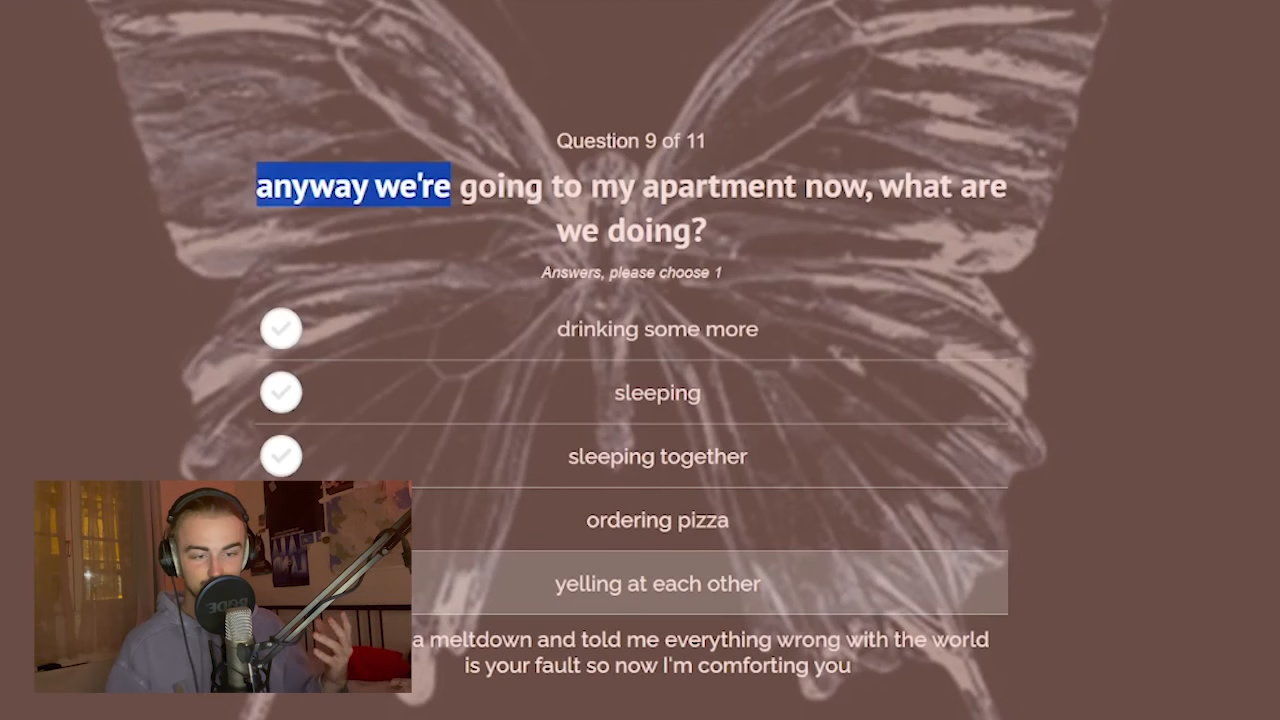 Question 9 of 11
anyway we're going to my apartment now, what are
we doing?
Answers, please choose 1
drinking some more
sleeping
sleeping together
ordering pizza
yelling at each other
a meltdown and told me everything wrong with the world
is your fault so now I'm comforting you
RODE